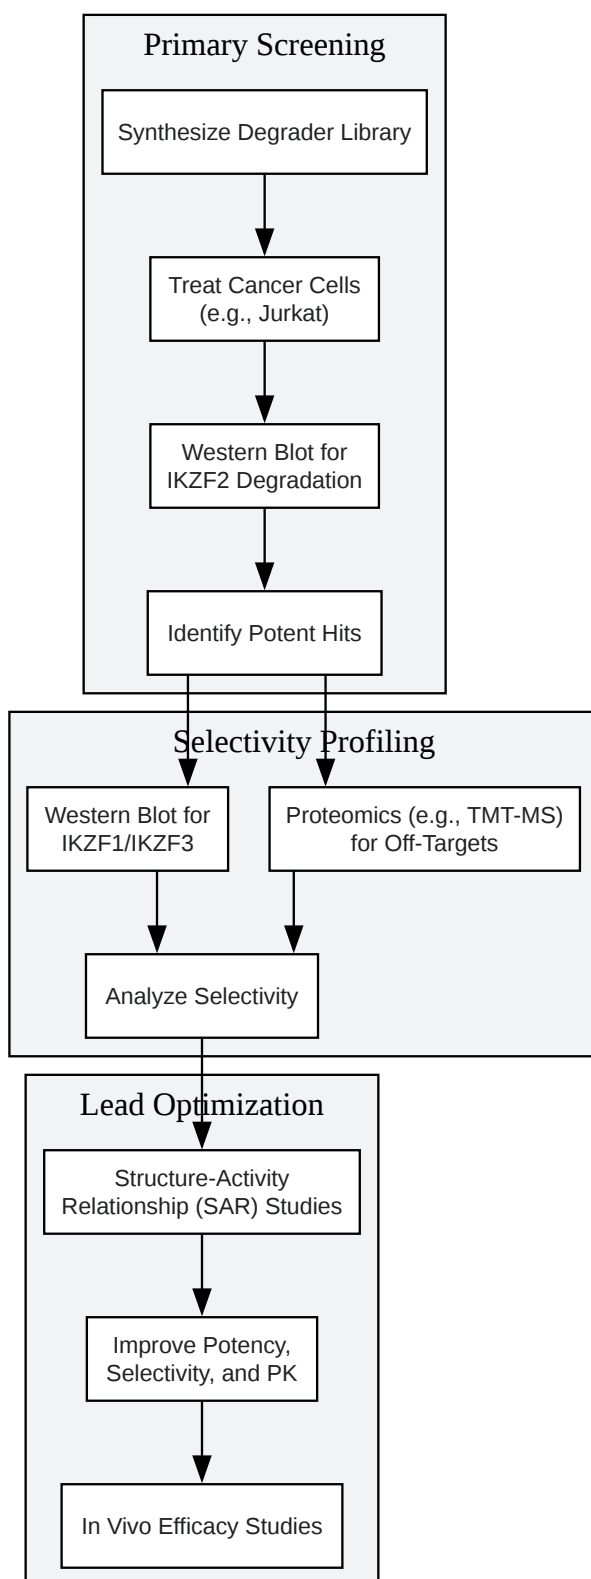 Primary Screening
Synthesize Degrader Library
Treat Cancer Cells
(e.g., Jurkat)
Western Blot for
IKZF2 Degradation
Identify Potent Hits
Selectivity Profiling
Western Blot for
IKZF1/IKZF3
Proteomics (e.g., TMT-MS)
for Off-Targets
Analyze Selectivity
Lead Optimization
Structure-Activity
Relationship (SAR) Studies
Improve Potency,
Selectivity, and PK
In Vivo Efficacy Studies